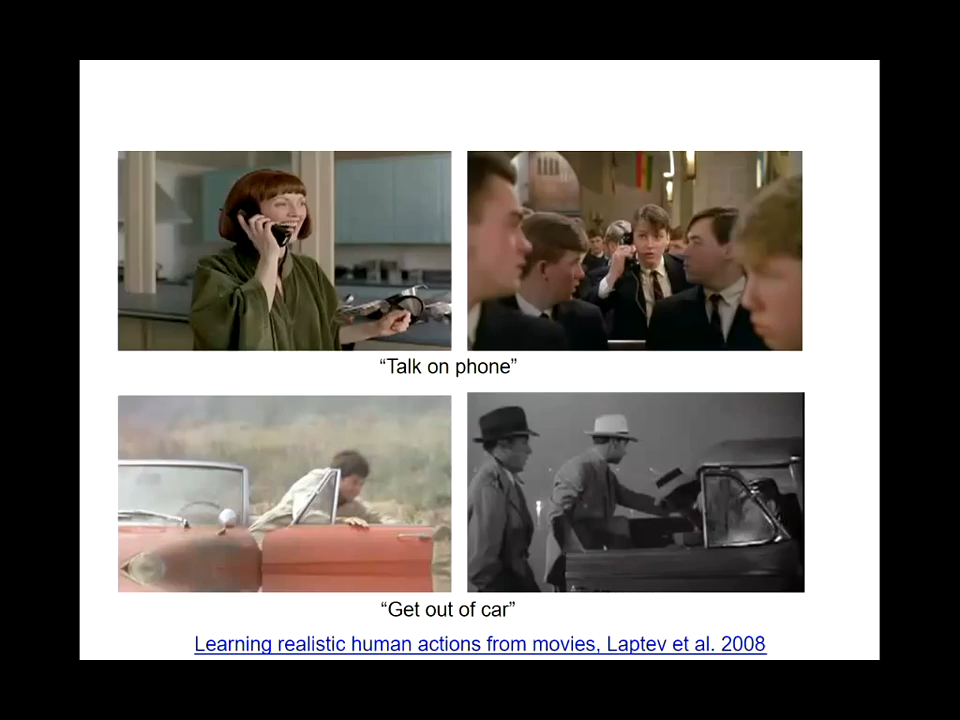 “Talk on phone”
“Get out of car”
Learning realistic human actions from movies, Laptev et al. 2008